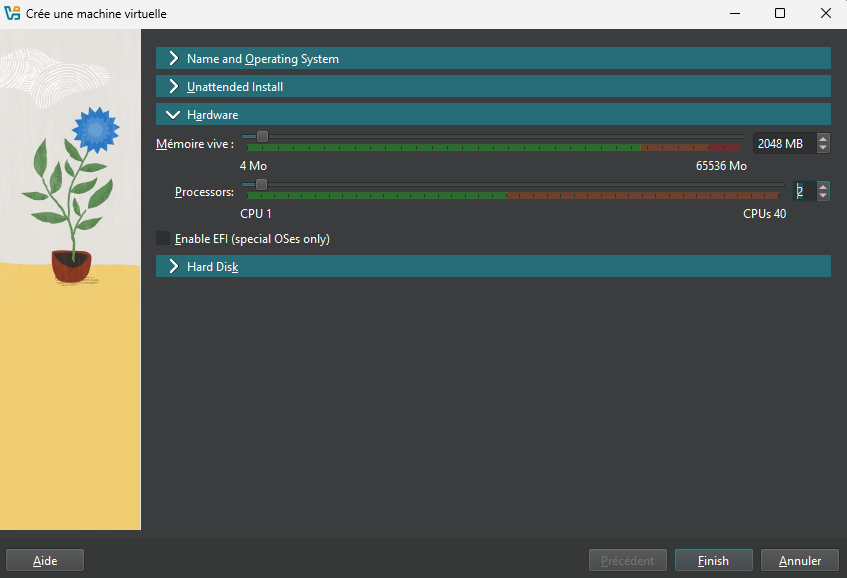 Crée une machine virtuelle
Name and Operating System
Unattended Install
Hardware
Mémoire vive : 2048 MB
4 Mo 65536 Mo
Processors: 2
CPU 1 CPUs 40
Enable EFI (special OSes only)
Hard Disk
Aide Précédent Finish Annuler